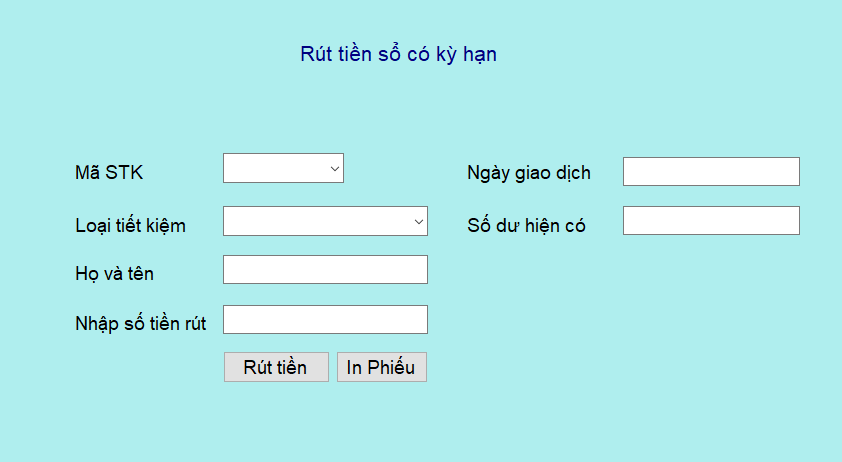 Rút tiền sổ có kỳ hạn
Mã STK
Ngày giao dịch
Loại tiết kiệm
Số dư hiện có
Họ và tên
Nhập số tiền rút
Rút tiền
In Phiếu